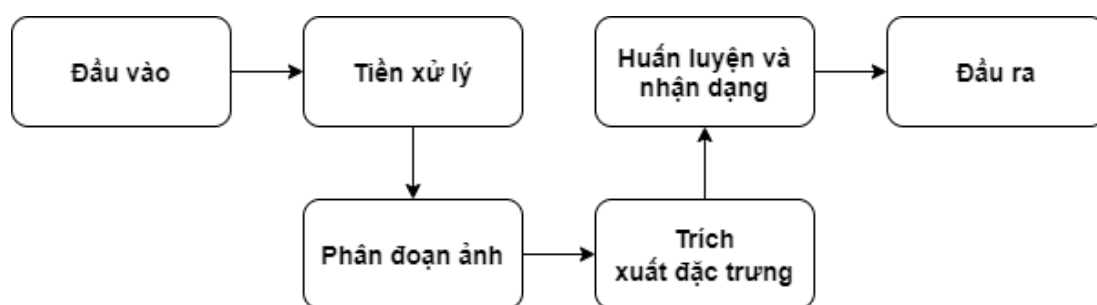 Đầu vào
Tiền xử lý
Phân đoạn ảnh
Trích
xuất đặc trưng
Huấn luyện và
nhận dạng
Đầu ra